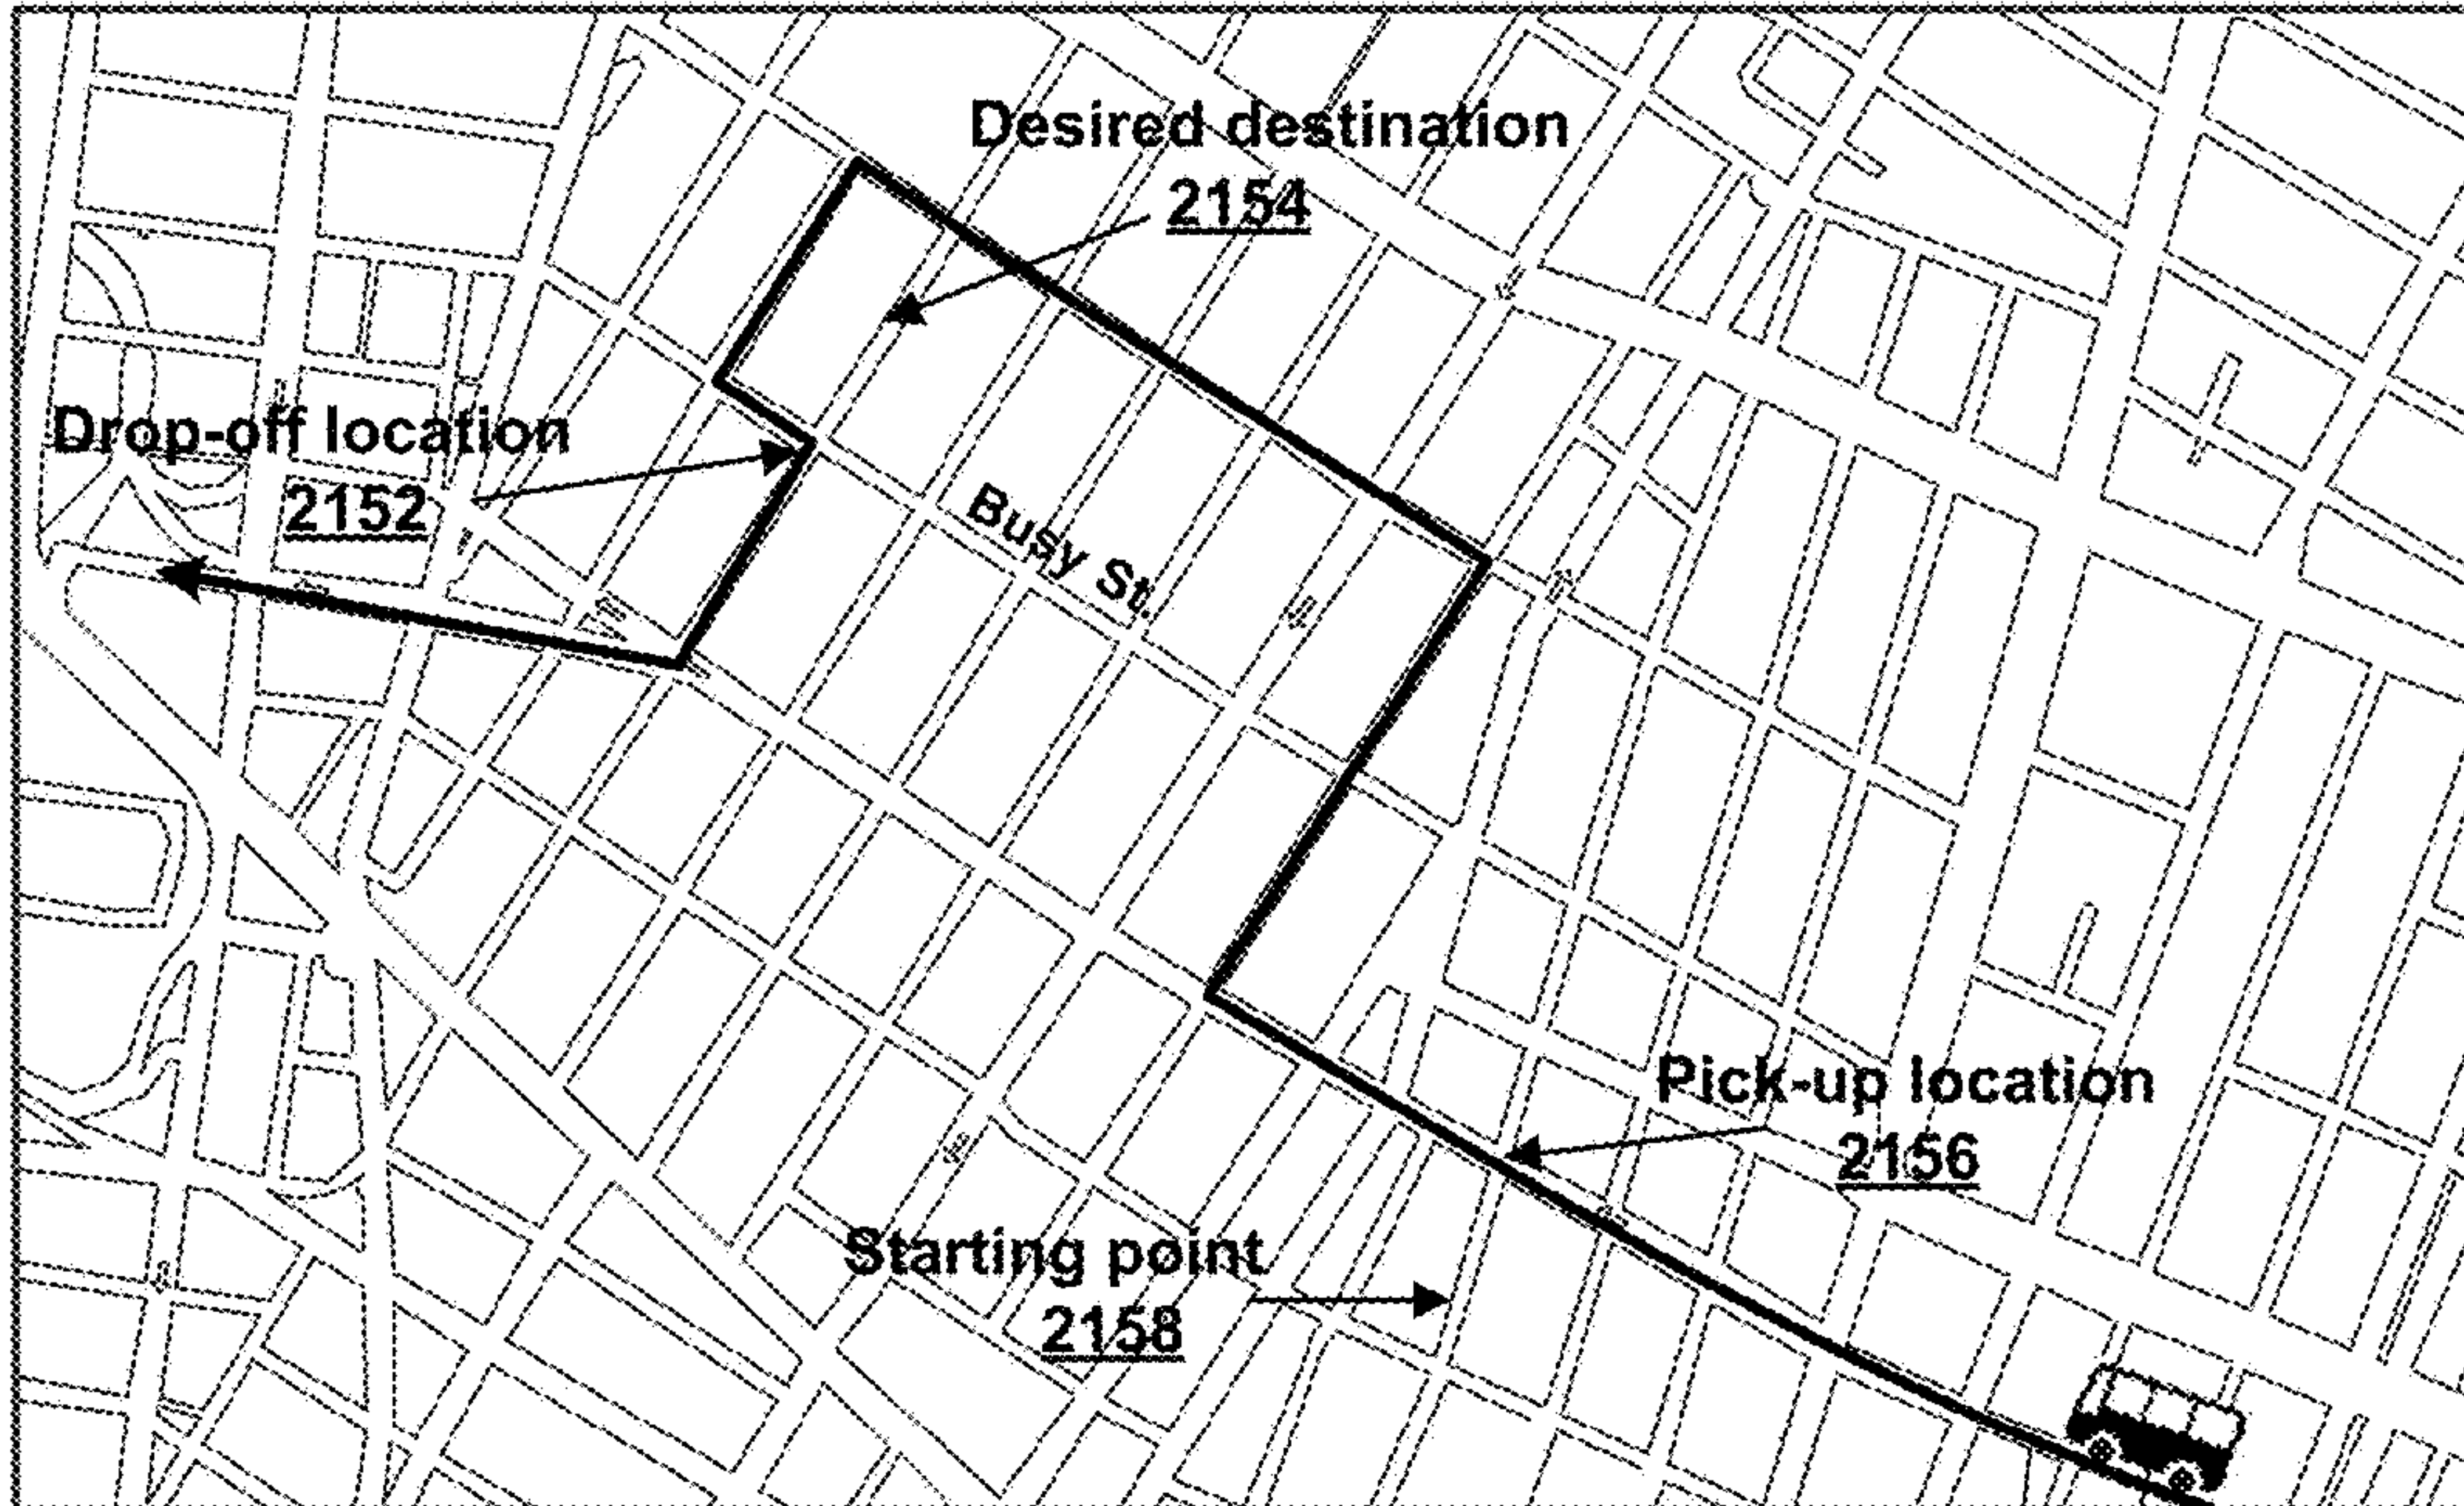 Desired destination
2154
Drop-off location
2152
Busy St.
Pick-up location
2156
Starting point
2158